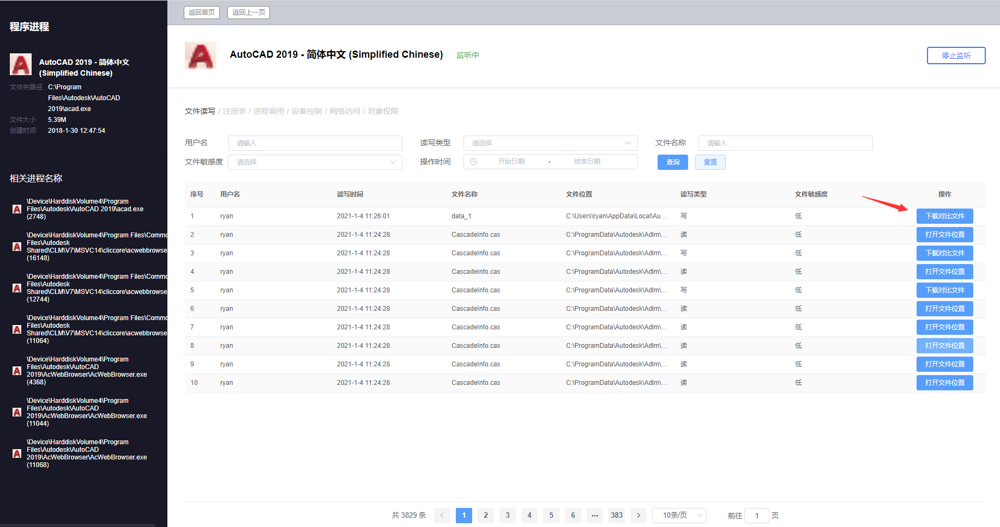 返回首页
返回上一页
程序进程
AutoCAD 2019 - 简体中文
(Simplified Chinese)
文件夹路径 C:\Program
Files\Autodesk\AutoCAD
2019\acad.exe
文件大小 5.39M
创建时间 2018-1-30 12:47:54
相关进程名称
\Device\HarddiskVolume4\Program
Files\Autodesk\AutoCAD 2019\acad.exe
(2748)
\Device\HarddiskVolume4\Program Files\Commo
Files\Autodesk
Shared\CLM\V7\MSVC14\cliccore\acwebbrowse
(16148)
\Device\HarddiskVolume4\Program Files\Commo
Files\Autodesk
Shared\CLM\V7\MSVC14\cliccore\acwebbrowse
(12744)
\Device\HarddiskVolume4\Program Files\Commo
Files\Autodesk
Shared\CLM\V7\MSVC14\cliccore\acwebbrowse
(11064)
\Device\HarddiskVolume4\Program
Files\Autodesk\AutoCAD
2019\AcWebBrowser\AcWebBrowser.exe
(4368)
\Device\HarddiskVolume4\Program
Files\Autodesk\AutoCAD
2019\AcWebBrowser\AcWebBrowser.exe
(11044)
\Device\HarddiskVolume4\Program
Files\Autodesk\AutoCAD
2019\AcWebBrowser\AcWebBrowser.exe
(11068)
AutoCAD 2019 - 简体中文 (Simplified Chinese) 监听中
停止监听
文件读写 / 注册表 / 进程调用 / 设备控制 / 网络访问 / 对象权限
用户名 请输入 读写类型 请选择 文件名称 请输入
文件敏感度 请选择 操作时间 开始日期 - 结束日期 查询 重置
序号 用户名 读写时间 文件名称 文件位置 读写类型 文件敏感度 操作
1 ryan 2021-1-4 11:26:01 data_1 C:\Users\ryan\AppData\Local\Au... 写 低 下载对比文件
2 ryan 2021-1-4 11:24:28 CascadeInfo.cas C:\ProgramData\Autodesk\Adlm\... 读 低 打开文件位置
3 ryan 2021-1-4 11:24:28 CascadeInfo.cas C:\ProgramData\Autodesk\Adlm\... 写 低 下载对比文件
4 ryan 2021-1-4 11:24:28 CascadeInfo.cas C:\ProgramData\Autodesk\Adlm\... 读 低 打开文件位置
5 ryan 2021-1-4 11:24:28 CascadeInfo.cas C:\ProgramData\Autodesk\Adlm\... 写 低 下载对比文件
6 ryan 2021-1-4 11:24:28 CascadeInfo.cas C:\ProgramData\Autodesk\Adlm\... 读 低 打开文件位置
7 ryan 2021-1-4 11:24:28 CascadeInfo.cas C:\ProgramData\Autodesk\Adlm\... 读 低 打开文件位置
8 ryan 2021-1-4 11:24:28 CascadeInfo.cas C:\ProgramData\Autodesk\Adlm\... 读 低 打开文件位置
9 ryan 2021-1-4 11:24:28 CascadeInfo.cas C:\ProgramData\Autodesk\Adlm\... 读 低 打开文件位置
10 ryan 2021-1-4 11:24:28 CascadeInfo.cas C:\ProgramData\Autodesk\Adlm\... 读 低 打开文件位置
共 3829 条 < 1 2 3 4 5 6 ... 383 > 10条/页 前往 1 页